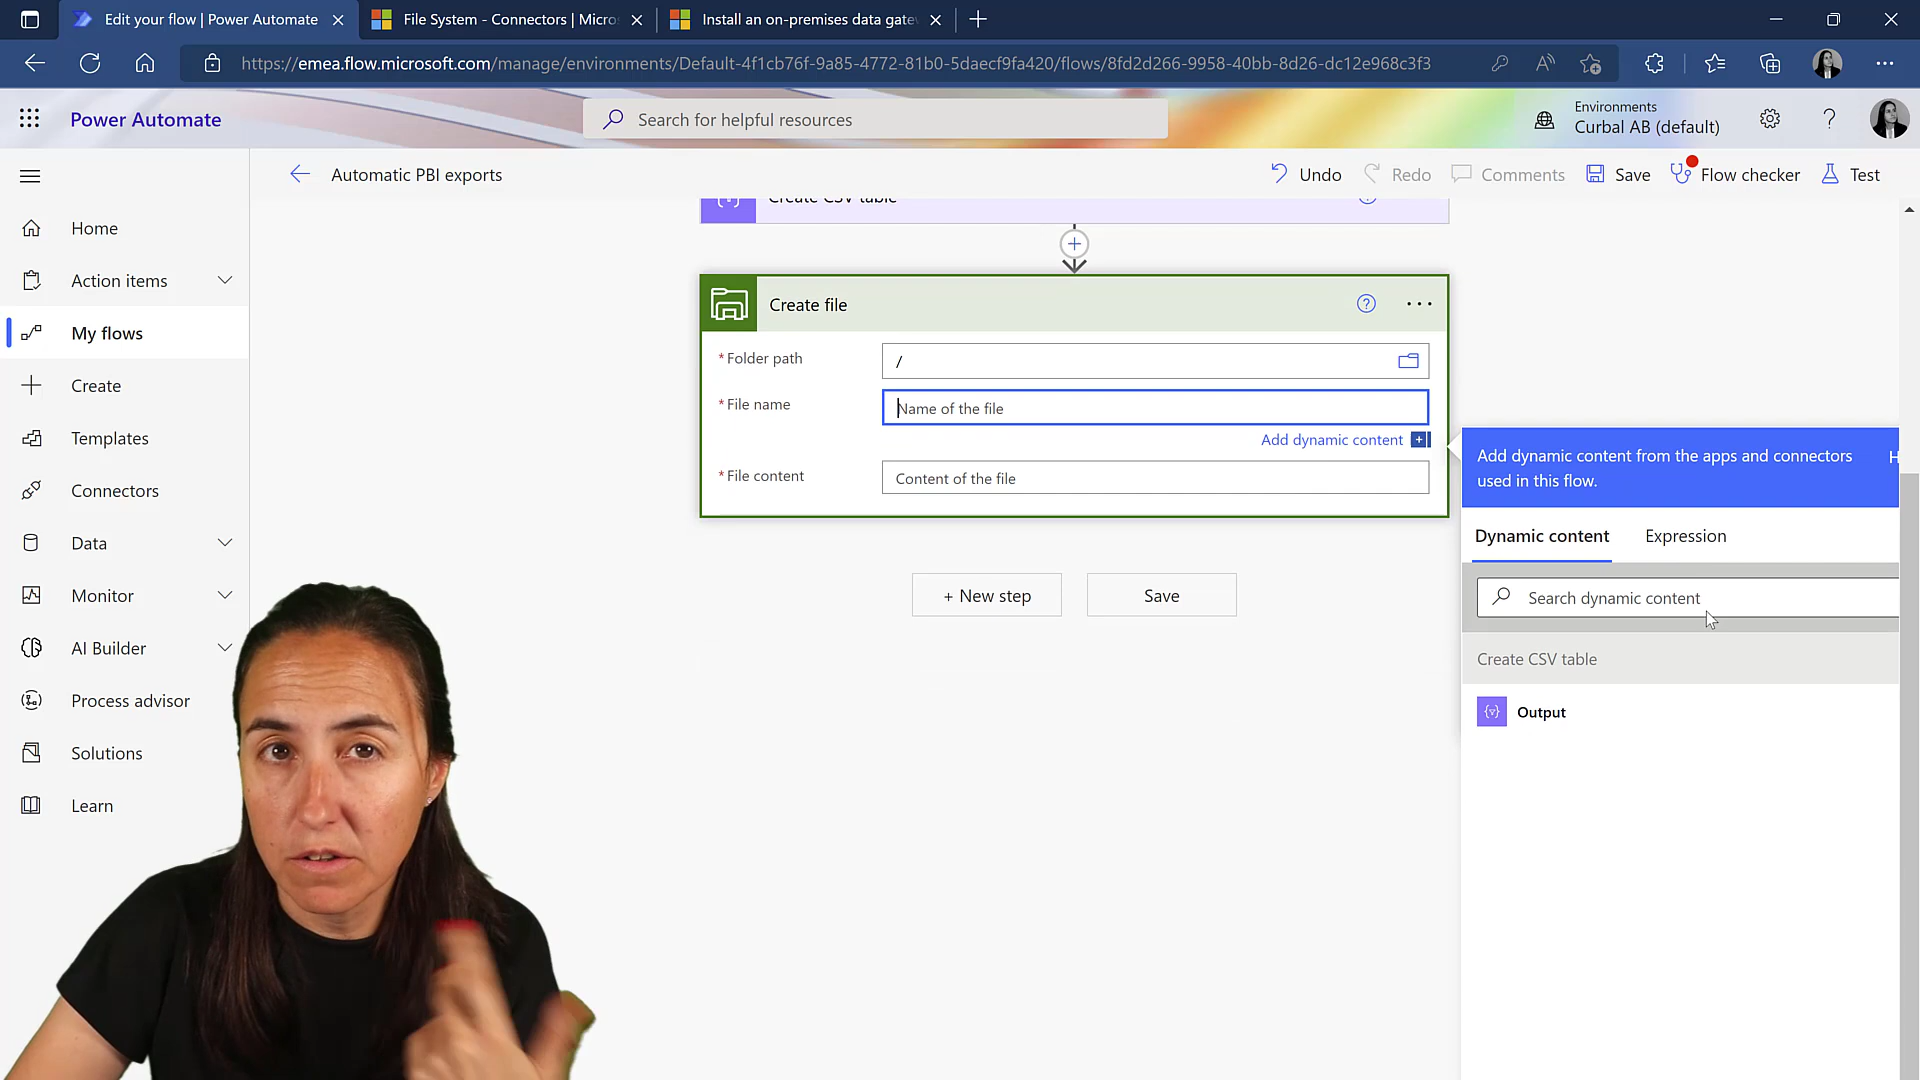 Edit your flow | Power Automate
File System - Connectors | Micro
Install an on-premises data gate
https://emea.flow.microsoft.com/manage/environments/Default-4f1cb76f-9a85-4772-81b0-5daecf9fa420/flows/8fd2d266-9958-40bb-8d26-dc12e968c3f3
Power Automate
Search for helpful resources
Environments
Curbal AB (default)
Automatic PBI exports
Undo
Redo
Comments
Save
Flow checker
Test
Home
Action items
My flows
Create
Templates
Connectors
Data
Monitor
AI Builder
Process advisor
Solutions
Learn
Create CSV table
Create file
*Folder path
/
*File name
Name of the file
Add dynamic content
*File content
Content of the file
+ New step
Save
Add dynamic content from the apps and connectors
used in this flow.
H
Dynamic content
Expression
Search dynamic content
Create CSV table
Output